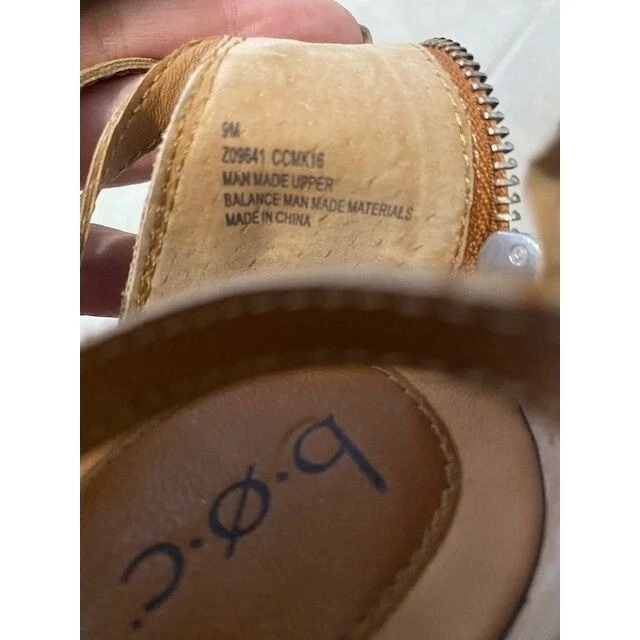 9M
Z09641 CCMK16
MAN MADE UPPER
BALANCE MAN MADE MATERIALS
MADE IN CHINA
b·ø·c·